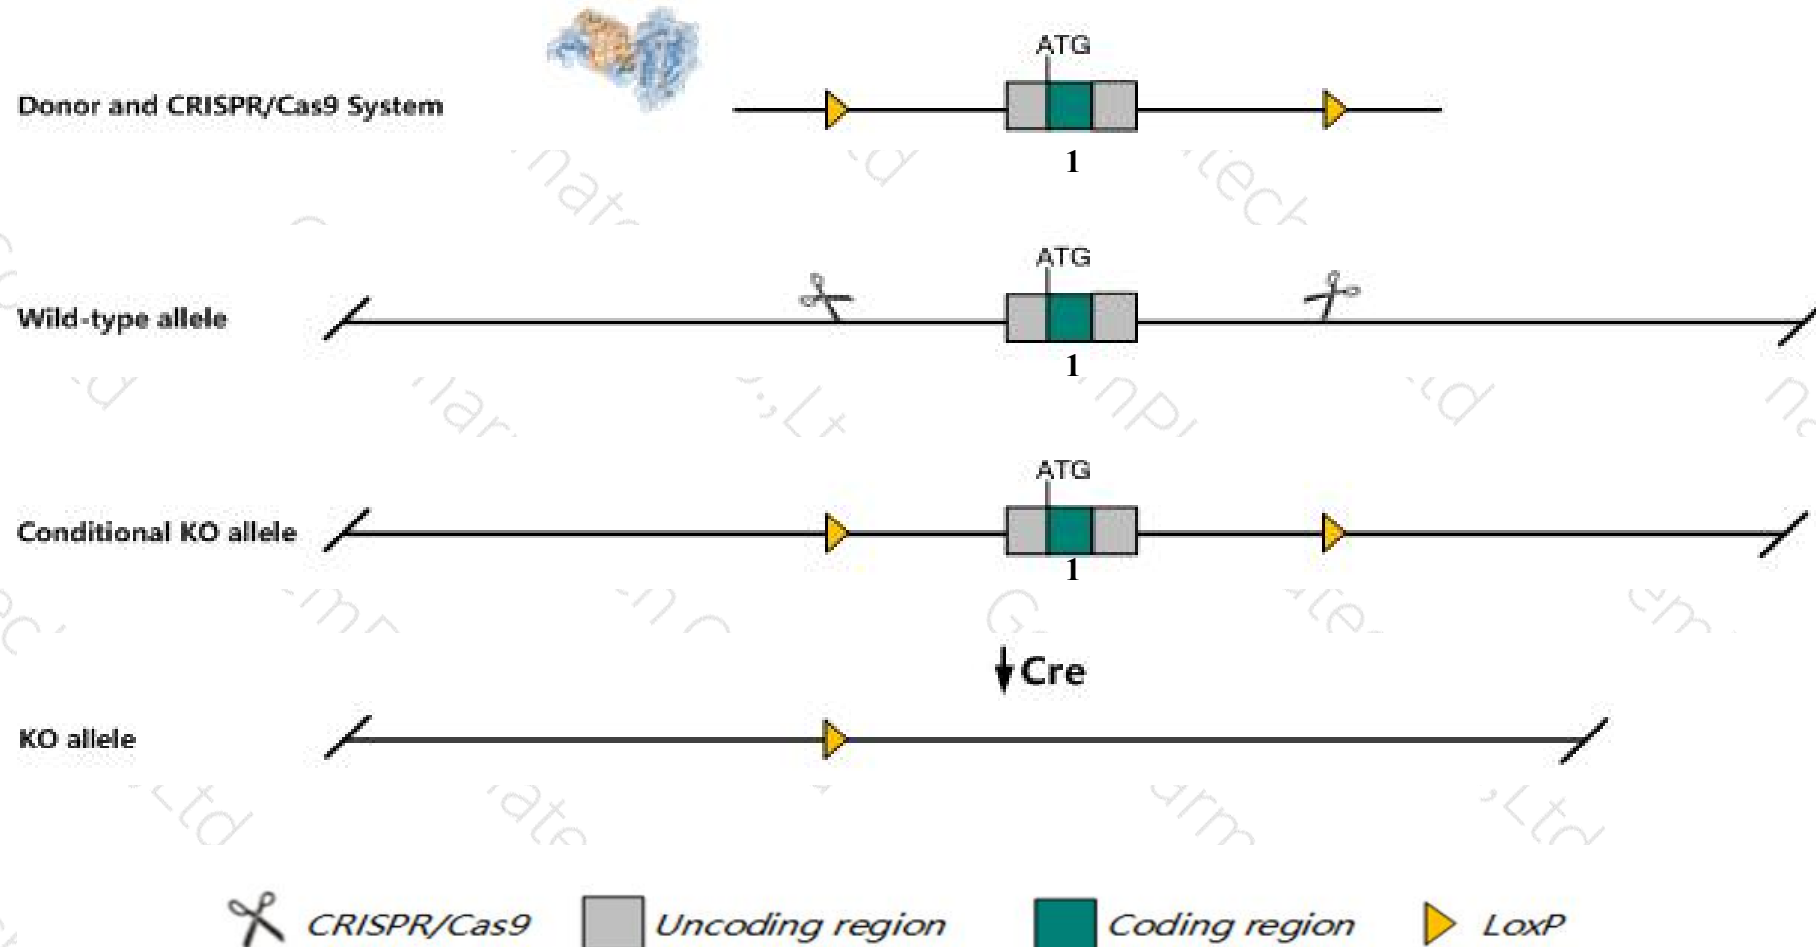 ATG
Donor and CRISPR/Cas9 System
1
ATG
Wild-type allele
1
ATG
Conditional KO allele
1
Cre
KO allele
CRISPR/Cas9 Uncoding region Coding region LoxP